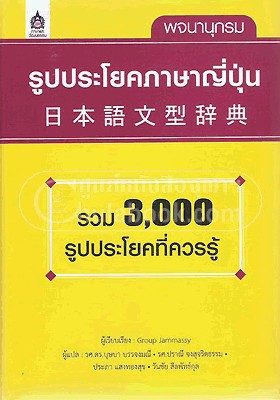 พจนานุกรม
รูปประโยคภาษาญี่ปุ่น
日本語文型辞典
รวม 3,000
รูปประโยคที่ควรรู้
ผู้เรียบเรียง : Group Jammassy
ผู้แปล : รศ.ดร.บุษบา บรรจงมณี • รศ.ปราณี จงสุจริตธรรม •
ประภา แสงทองสุข • วันชัย สีลพัทธ์กุล